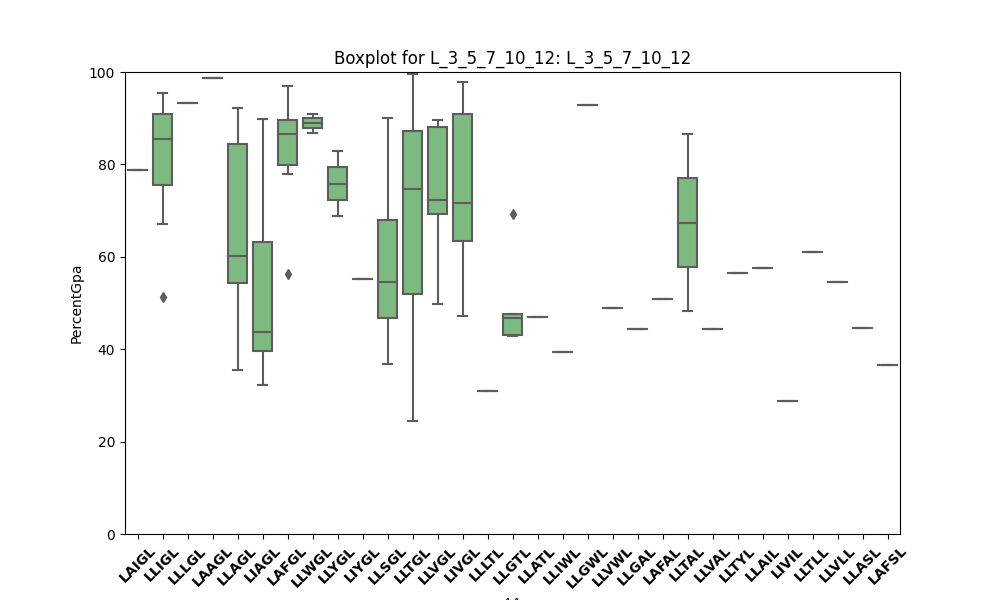 Boxplot for L_3_5_7_10_12: L_3_5_7_10_12
PercentGpa
100
80
60
40
20
0
LAIGL
LLIGL
LLLGL
LAAGL
LLAGL
LIAGL
LAFGL
LLWGL
LLYGL
LIYGL
LLSGL
LLTGL
LLVGL
LIVGL
LLLTL
LLGTL
LLATL
LLIWL
LLGWL
LLVWL
LLGAL
LAFAL
LLTAL
LLVAL
LLTYL
LLAIL
LIVIL
LLTLL
LLVLL
LLASL
LAFSL